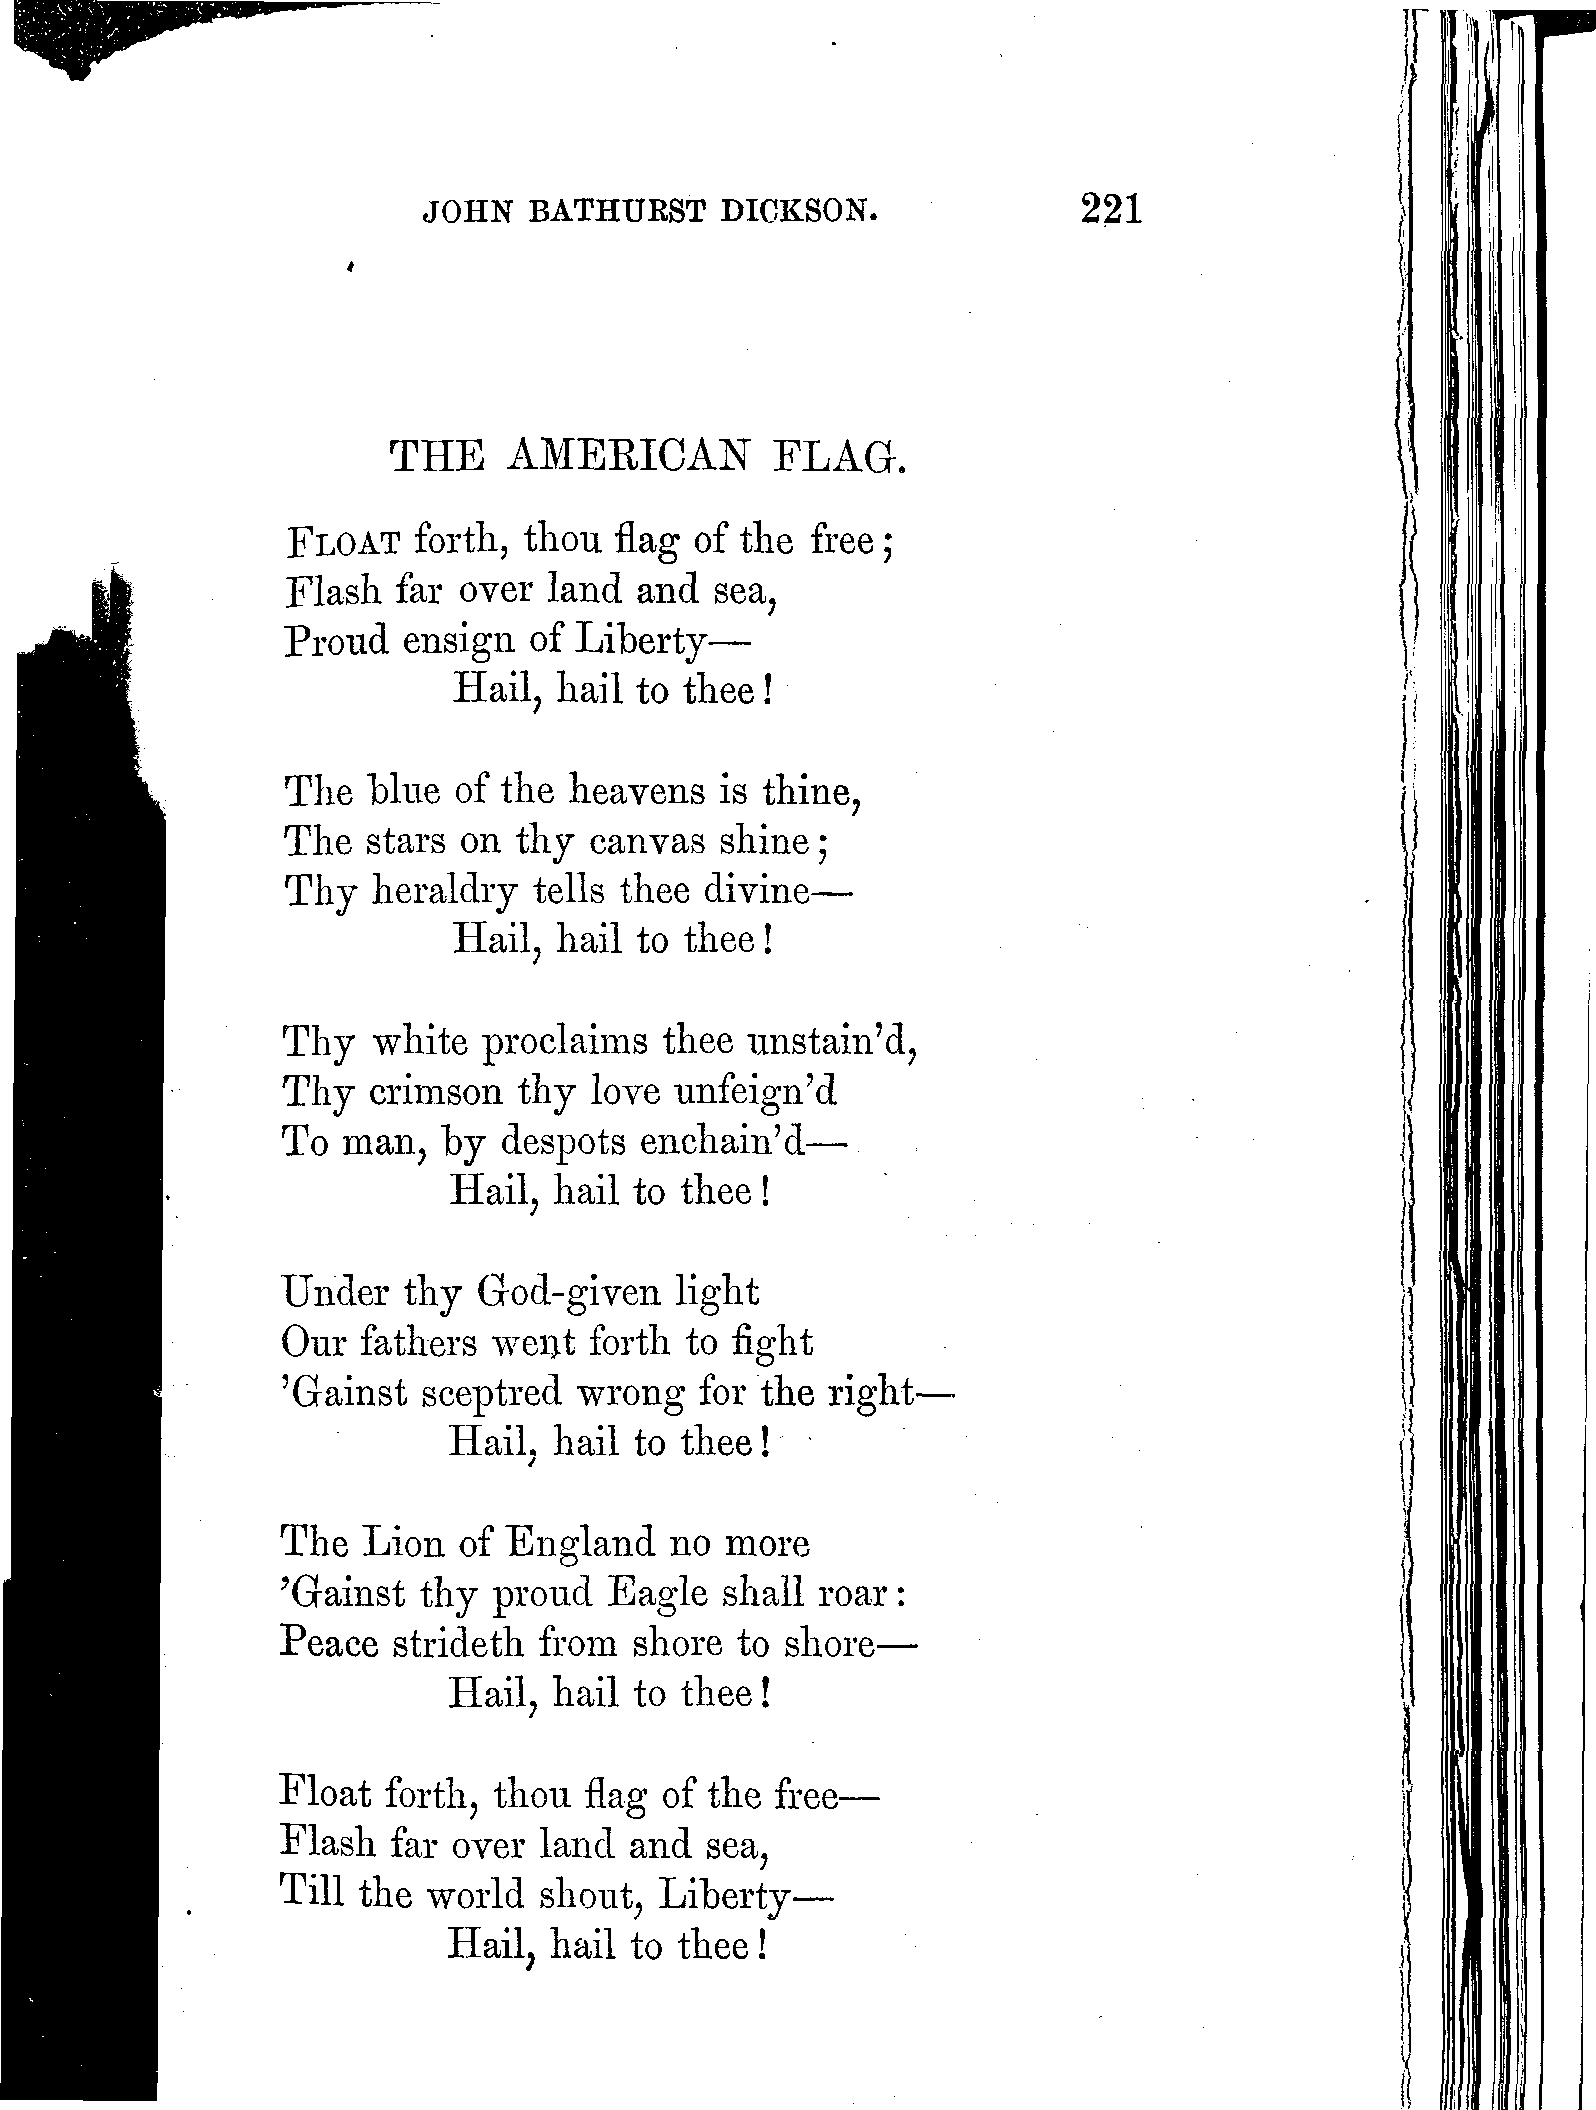 JOHN BATHURST DICKSON. 221
THE AMERICAN FLAG.
FLOAT forth, thou flag of the free;
Flash far over land and sea,
Proud ensign of Liberty—
Hail, hail to thee!
The blue of the heavens is thine,
The stars on thy canvas shine;
Thy heraldry tells thee divine—
Hail, hail to thee!
Thy white proclaims thee unstain'd,
Thy crimson thy love unfeign'd
To man, by despots enchain'd—
Hail, hail to thee!
Under thy God-given light
Our fathers went forth to fight
'Gainst sceptred wrong for the right—
Hail, hail to thee!
The Lion of England no more
'Gainst thy proud Eagle shall roar:
Peace strideth from shore to shore—
Hail, hail to thee!
Float forth, thou flag of the free—
Flash far over land and sea,
Till the world shout, Liberty—
Hail, hail to thee!